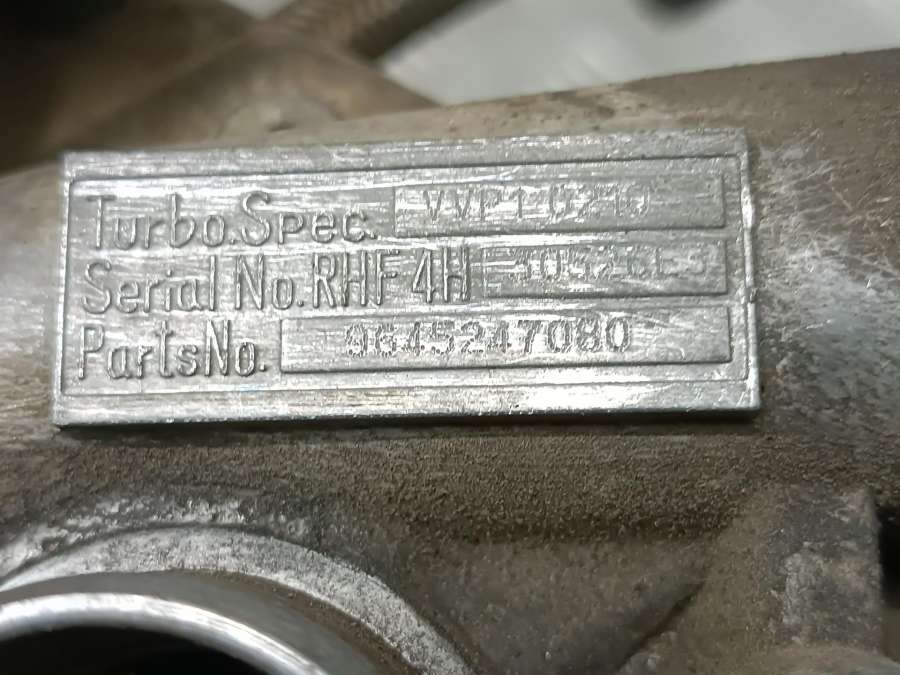 Turbo.Spec.
Serial No. RHF 4H
PartsNo. 9645247080